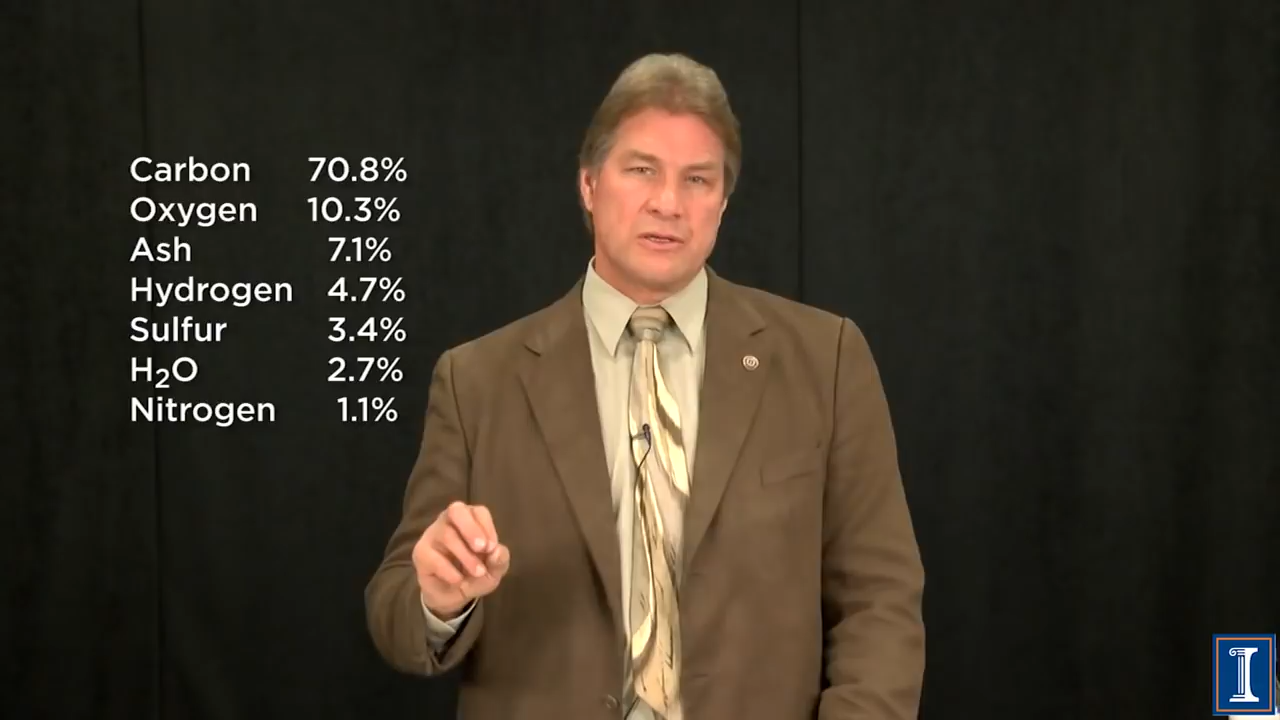 Carbon 70.8%
Oxygen 10.3%
Ash 7.1%
Hydrogen 4.7%
Sulfur 3.4%
H₂O 2.7%
Nitrogen 1.1%
I